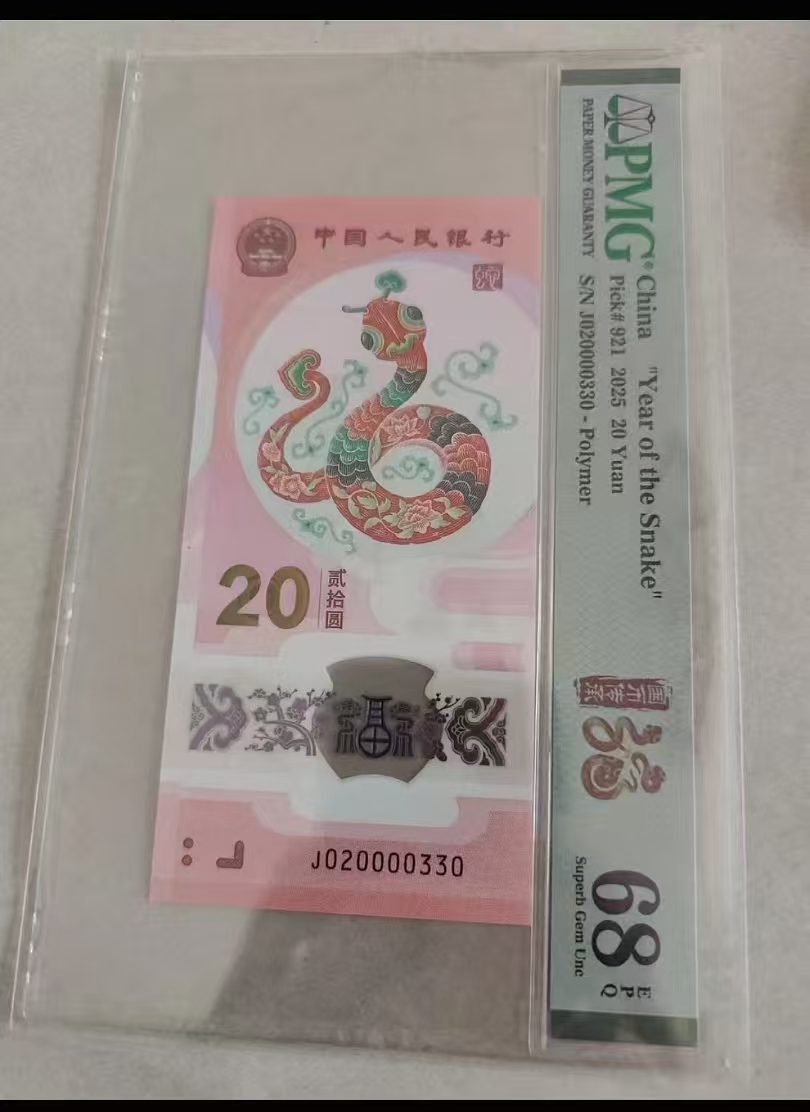 中国人民银行
20
贰拾圆
J020000330
PMG
PAPER MONEY GUARANTY
China "Year of the Snake"
Pick# 921 2025 20 Yuan
S/N J020000330 - Polymer
68
EPQ
Superb Gem Unc